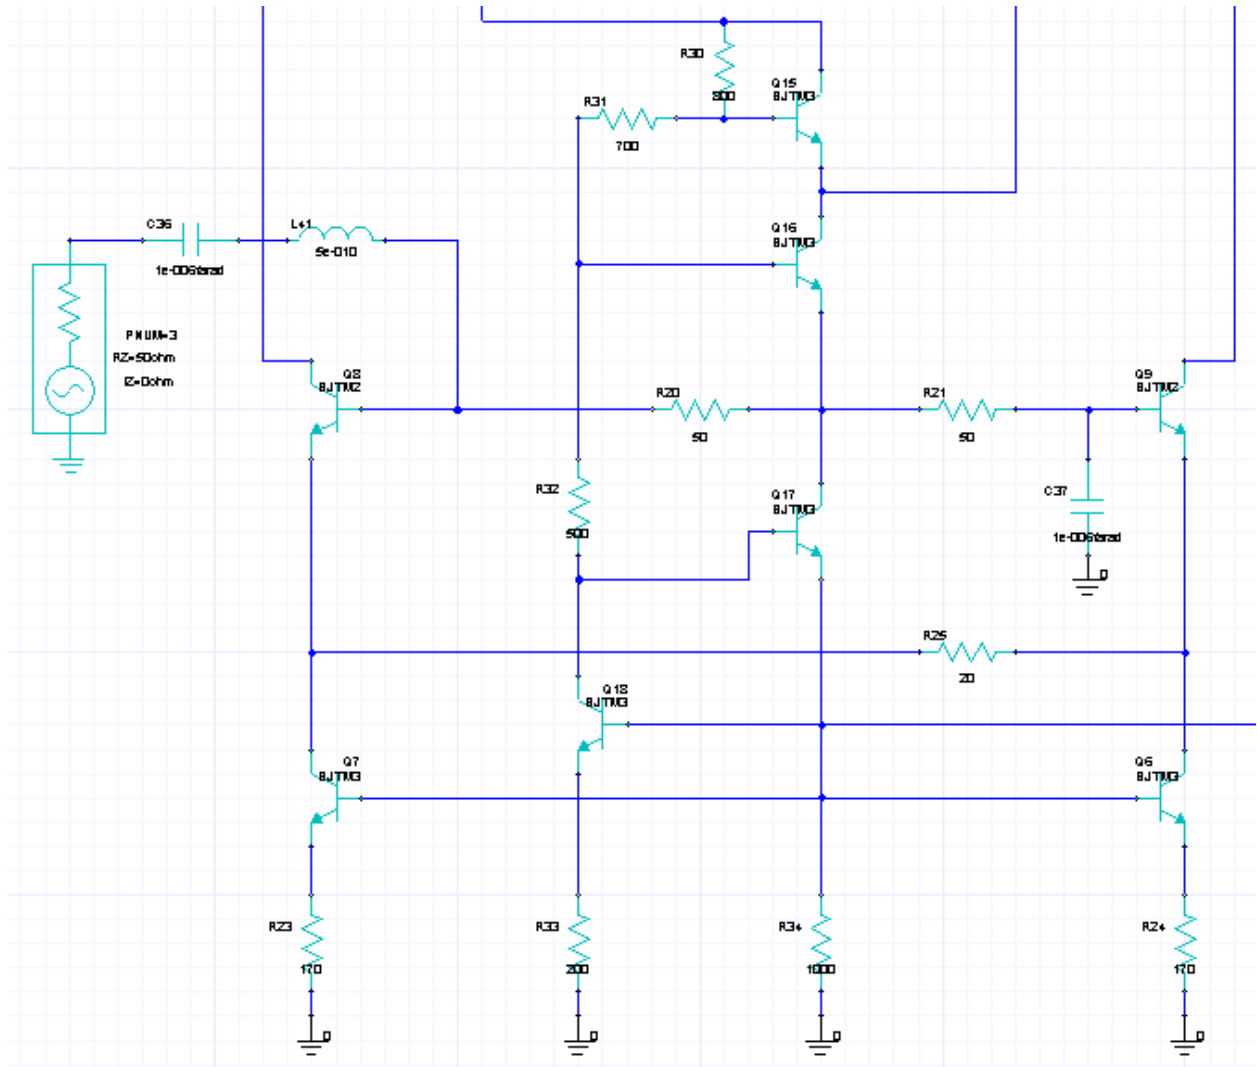 R30
800
Q15
BJTM3
R31
700
C36
1e-006farad
L41
5e-010
Q16
BJTM3
PNUM=3
RZ=50ohm
IZ=0ohm
Q8
BJTM2
R20
50
R21
50
Q9
BJTM2
R32
500
Q17
BJTM3
C37
1e-006farad
0
R25
20
Q18
BJTM3
Q7
BJTM3
Q6
BJTM3
R23
170
R33
200
R34
1000
R24
170
0
0
0
0